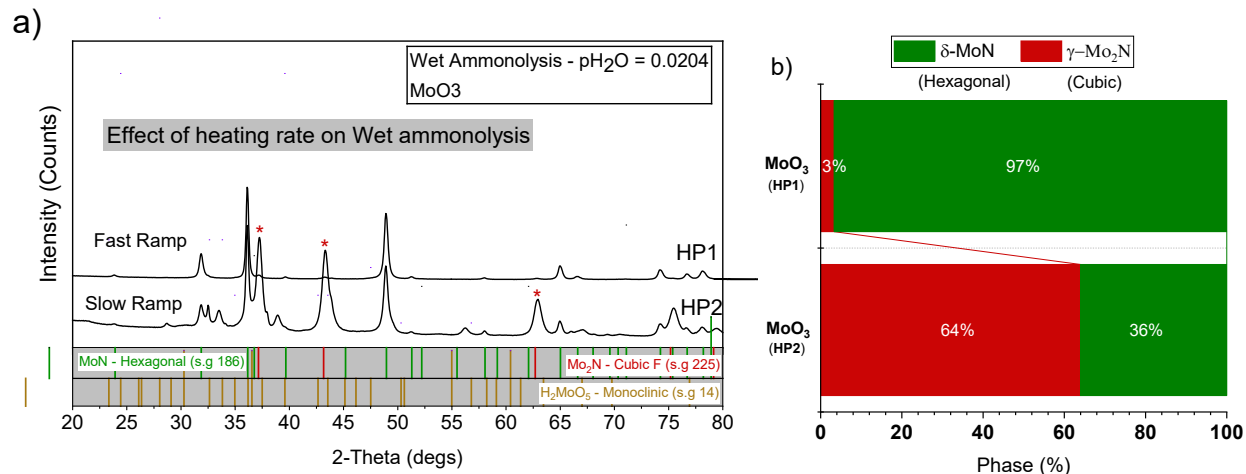 a)
Wet Ammonolysis - pH₂O = 0.0204
MoO3
Effect of heating rate on Wet ammonolysis
Intensity (Counts)
Fast Ramp
*
*
HP1
Slow Ramp
*
HP2
MoN - Hexagonal (s.g 186)
Mo₂N - Cubic F (s.g 225)
H₂MoO₅ - Monoclinic (s.g 14)
20 25 30 35 40 45 50 55 60 65 70 75 80
2-Theta (degs)
b)
δ-MoN
γ–Mo₂N
(Hexagonal)
(Cubic)
MoO₃
(HP1)
3%
97%
MoO₃
(HP2)
64%
36%
0 20 40 60 80 100
Phase (%)